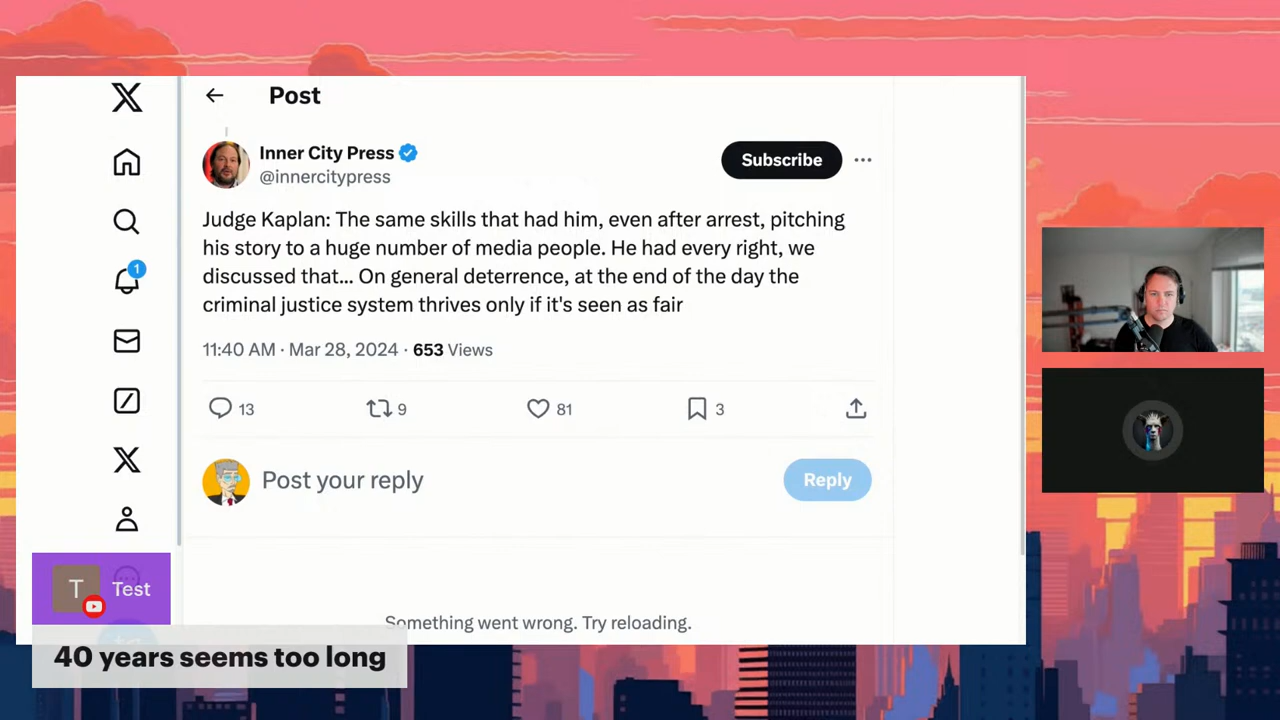 Post
Inner City Press
@innercitypress
Subscribe
Judge Kaplan: The same skills that had him, even after arrest, pitching
his story to a huge number of media people. He had every right, we
discussed that... On general deterrence, at the end of the day the
criminal justice system thrives only if it's seen as fair
11:40 AM · Mar 28, 2024 · 653 Views
13
9
81
3
Post your reply
Reply
1
Something went wrong. Try reloading.
T
Test
40 years seems too long